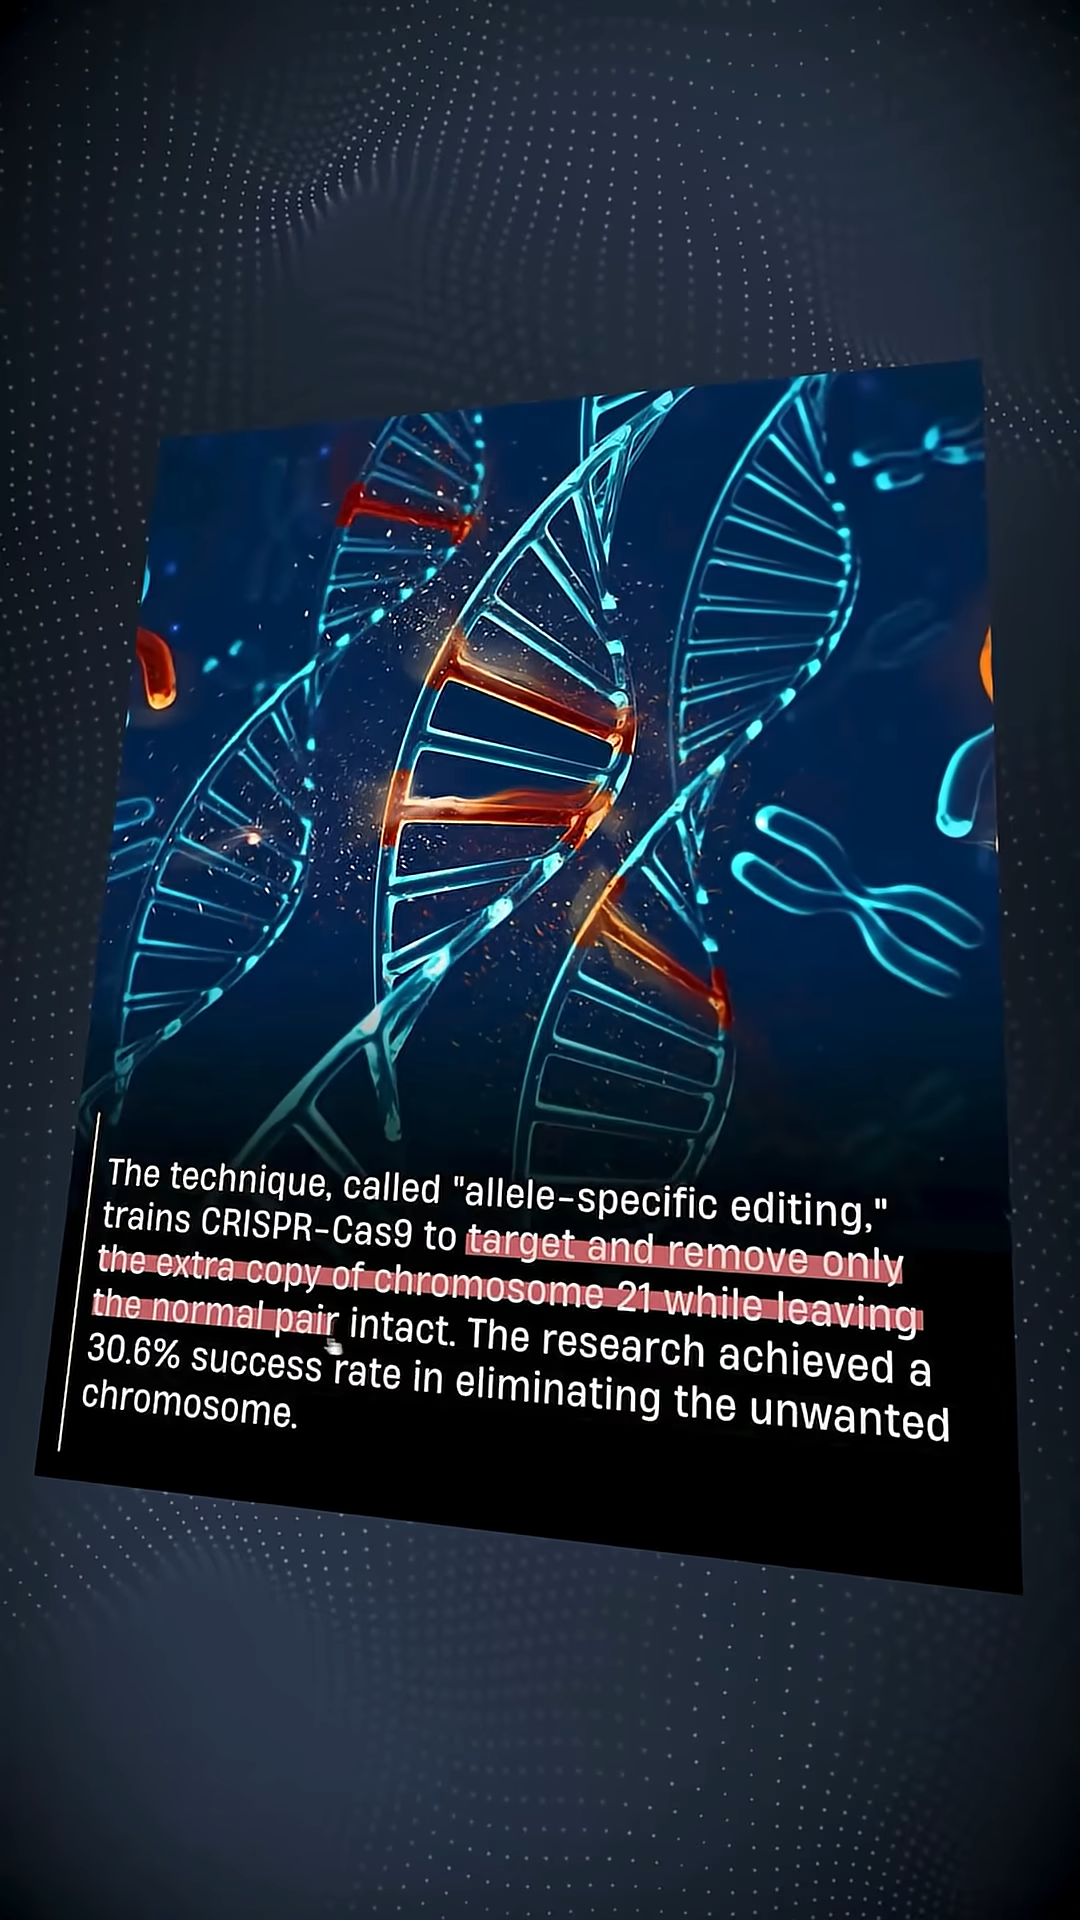 The technique, called "allele-specific editing,"
trains CRISPR-Cas9 to target and remove only
the extra copy of chromosome 21 while leaving
the normal pair intact. The research achieved a
30.6% success rate in eliminating the unwanted
chromosome.